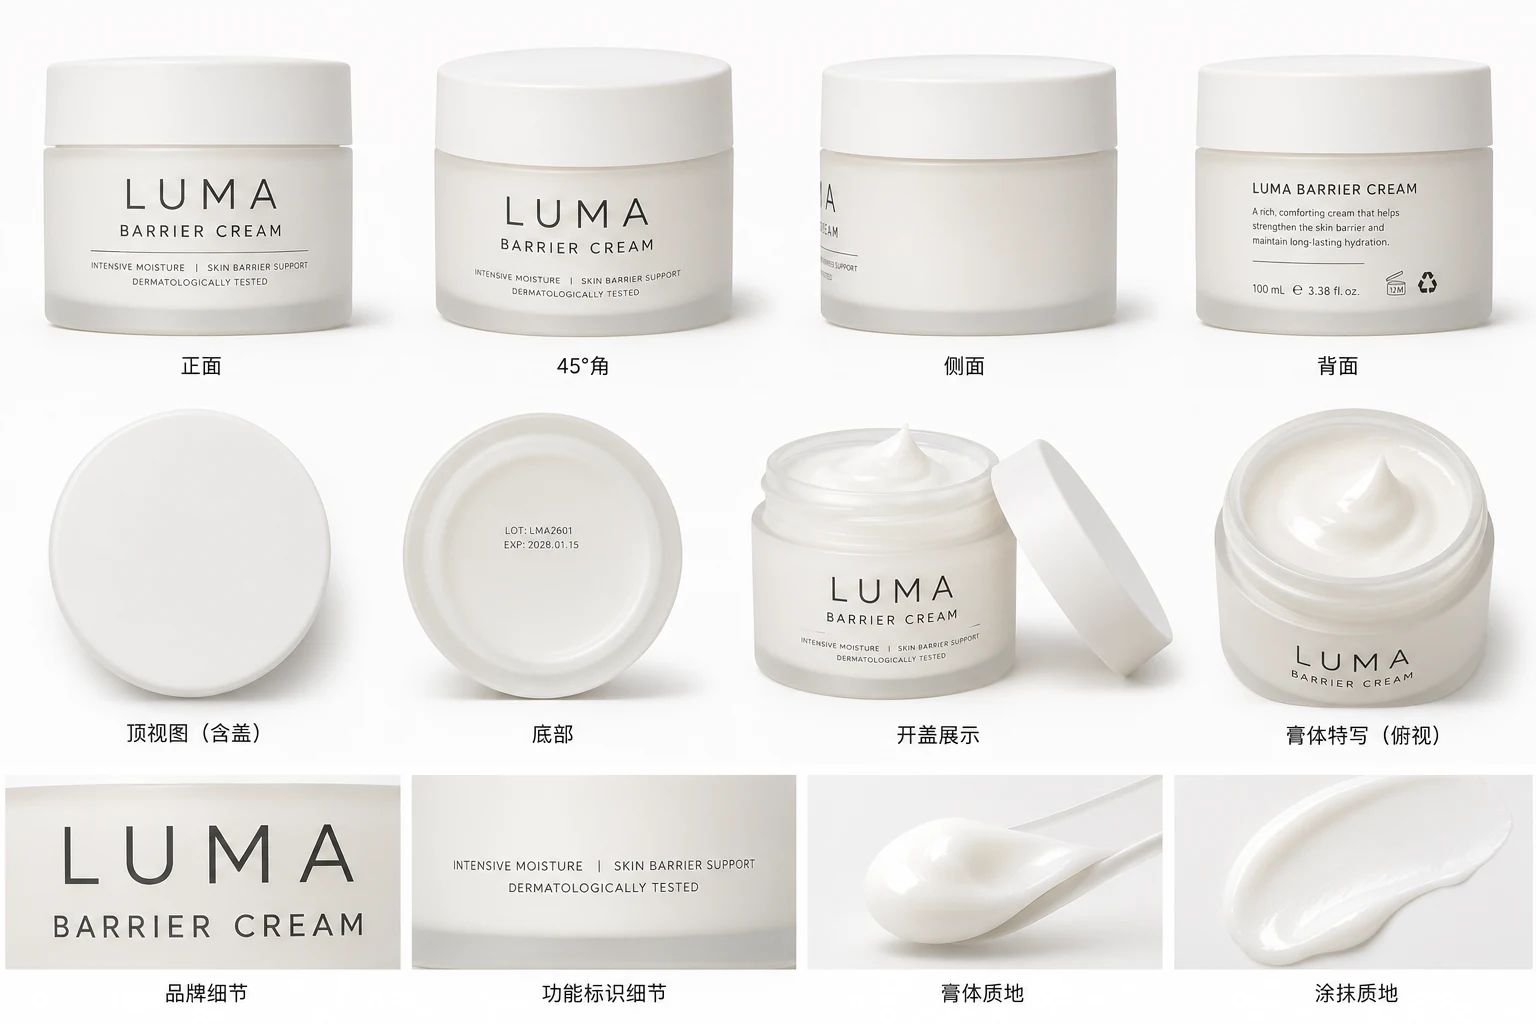 LUMA
BARRIER CREAM
INTENSIVE MOISTURE | SKIN BARRIER SUPPORT
DERMATOLOGICALLY TESTED
正面
LUMA
BARRIER CREAM
INTENSIVE MOISTURE | SKIN BARRIER SUPPORT
DERMATOLOGICALLY TESTED
45°角
M A
EAM
BARRIER SUPPORT
TESTED
侧面
LUMA BARRIER CREAM
A rich, comforting cream that helps
strengthen the skin barrier and
maintain long-lasting hydration.
100 mL ℮ 3.38 fl. oz.
12M
背面
顶视图（含盖）
LOT: LMA2601
EXP: 2028.01.15
底部
LUMA
BARRIER CREAM
INTENSIVE MOISTURE | SKIN BARRIER SUPPORT
DERMATOLOGICALLY TESTED
开盖展示
LUMA
BARRIER CREAM
膏体特写（俯视）
LUMA
BARRIER CREAM
品牌细节
INTENSIVE MOISTURE | SKIN BARRIER SUPPORT
DERMATOLOGICALLY TESTED
功能标识细节
膏体质地
涂抹质地